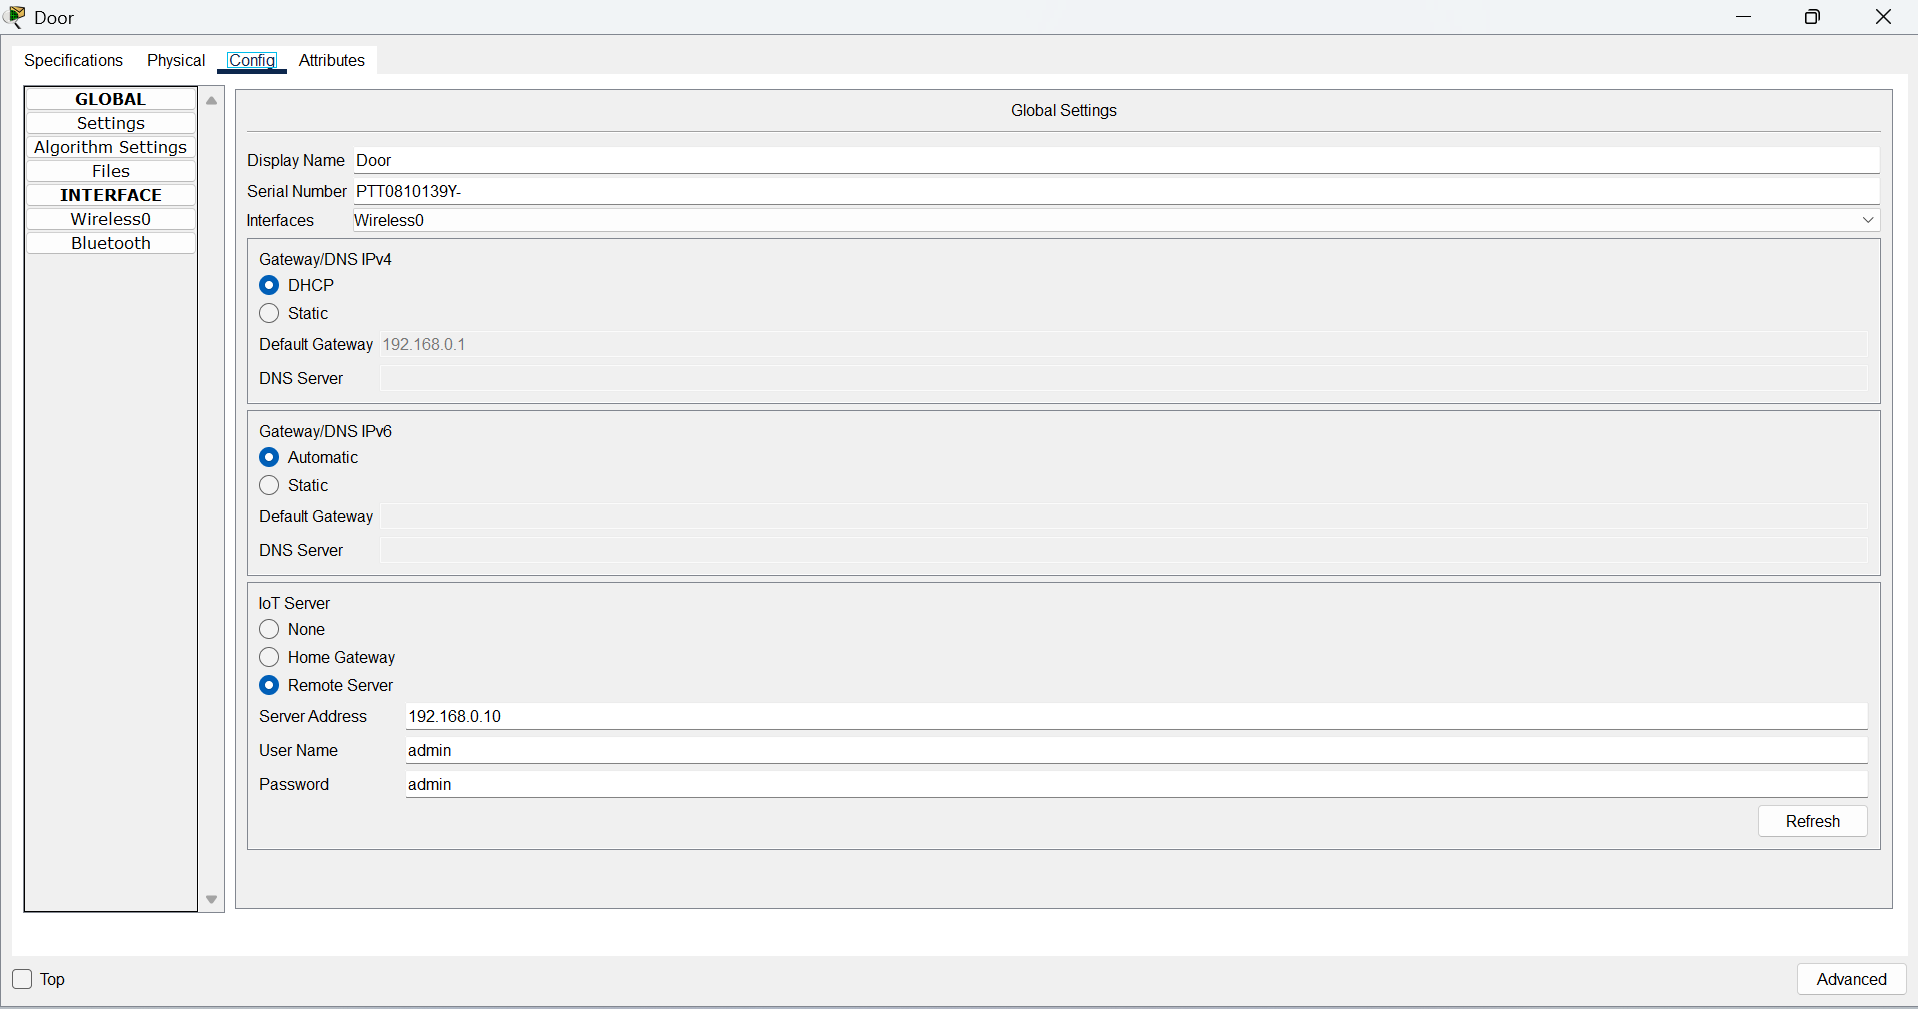 Door
Specifications Physical Config Attributes
GLOBAL
Settings
Algorithm Settings
Files
INTERFACE
Wireless0
Bluetooth
Global Settings
Display Name Door
Serial Number PTT0810139Y-
Interfaces Wireless0
Gateway/DNS IPv4
DHCP
Static
Default Gateway 192.168.0.1
DNS Server
Gateway/DNS IPv6
Automatic
Static
Default Gateway
DNS Server
IoT Server
None
Home Gateway
Remote Server
Server Address 192.168.0.10
User Name admin
Password admin
Refresh
Top
Advanced